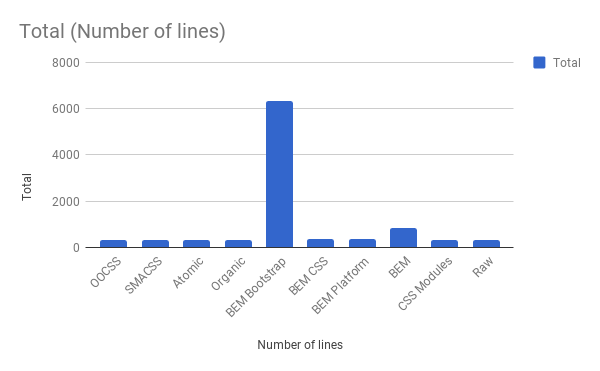 Total (Number of lines)
8000
6000
4000
2000
0
Total
Total
OOCSS
SMACSS
Atomic
Organic
BEM Bootstrap
BEM CSS
BEM Platform
BEM
CSS Modules
Raw
Number of lines